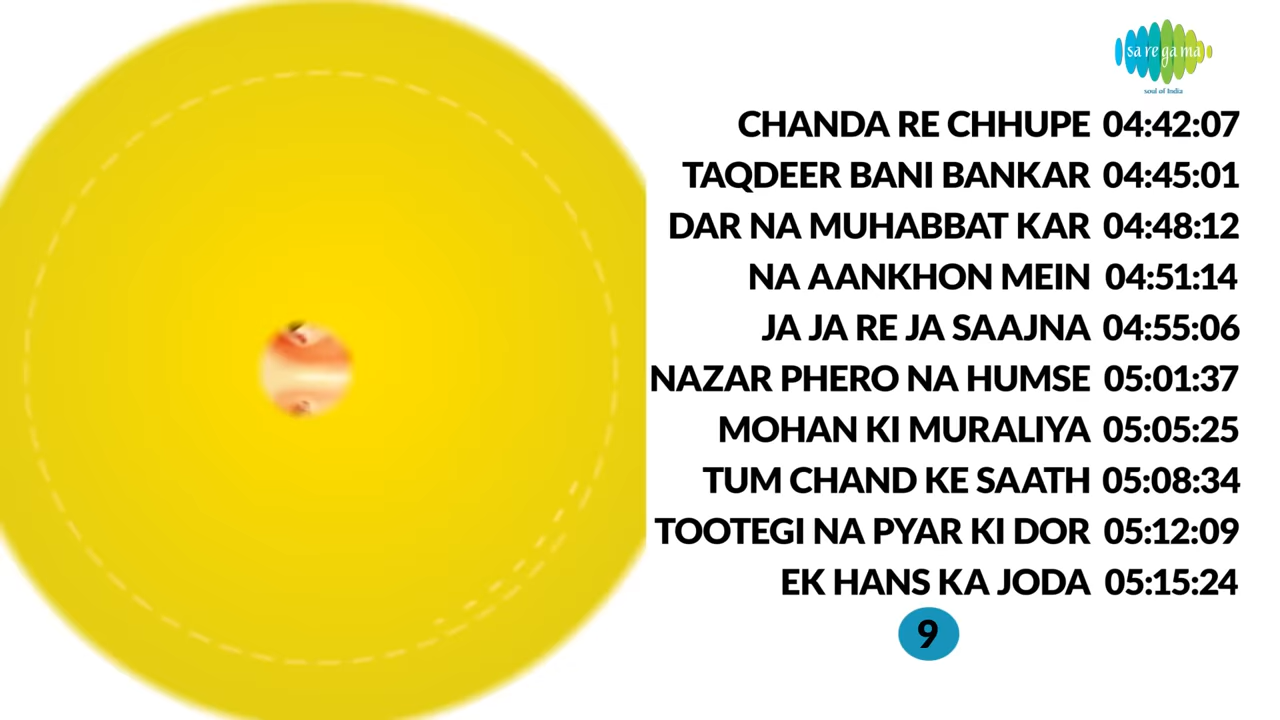 sa re ga ma
soul of India
CHANDA RE CHHUPE 04:42:07
TAQDEER BANI BANKAR 04:45:01
DAR NA MUHABBAT KAR 04:48:12
NA AANKHON MEIN 04:51:14
JA JA RE JA SAAJNA 04:55:06
NAZAR PHERO NA HUMSE 05:01:37
MOHAN KI MURALIYA 05:05:25
TUM CHAND KE SAATH 05:08:34
TOOTEGI NA PYAR KI DOR 05:12:09
EK HANS KA JODA 05:15:24
9